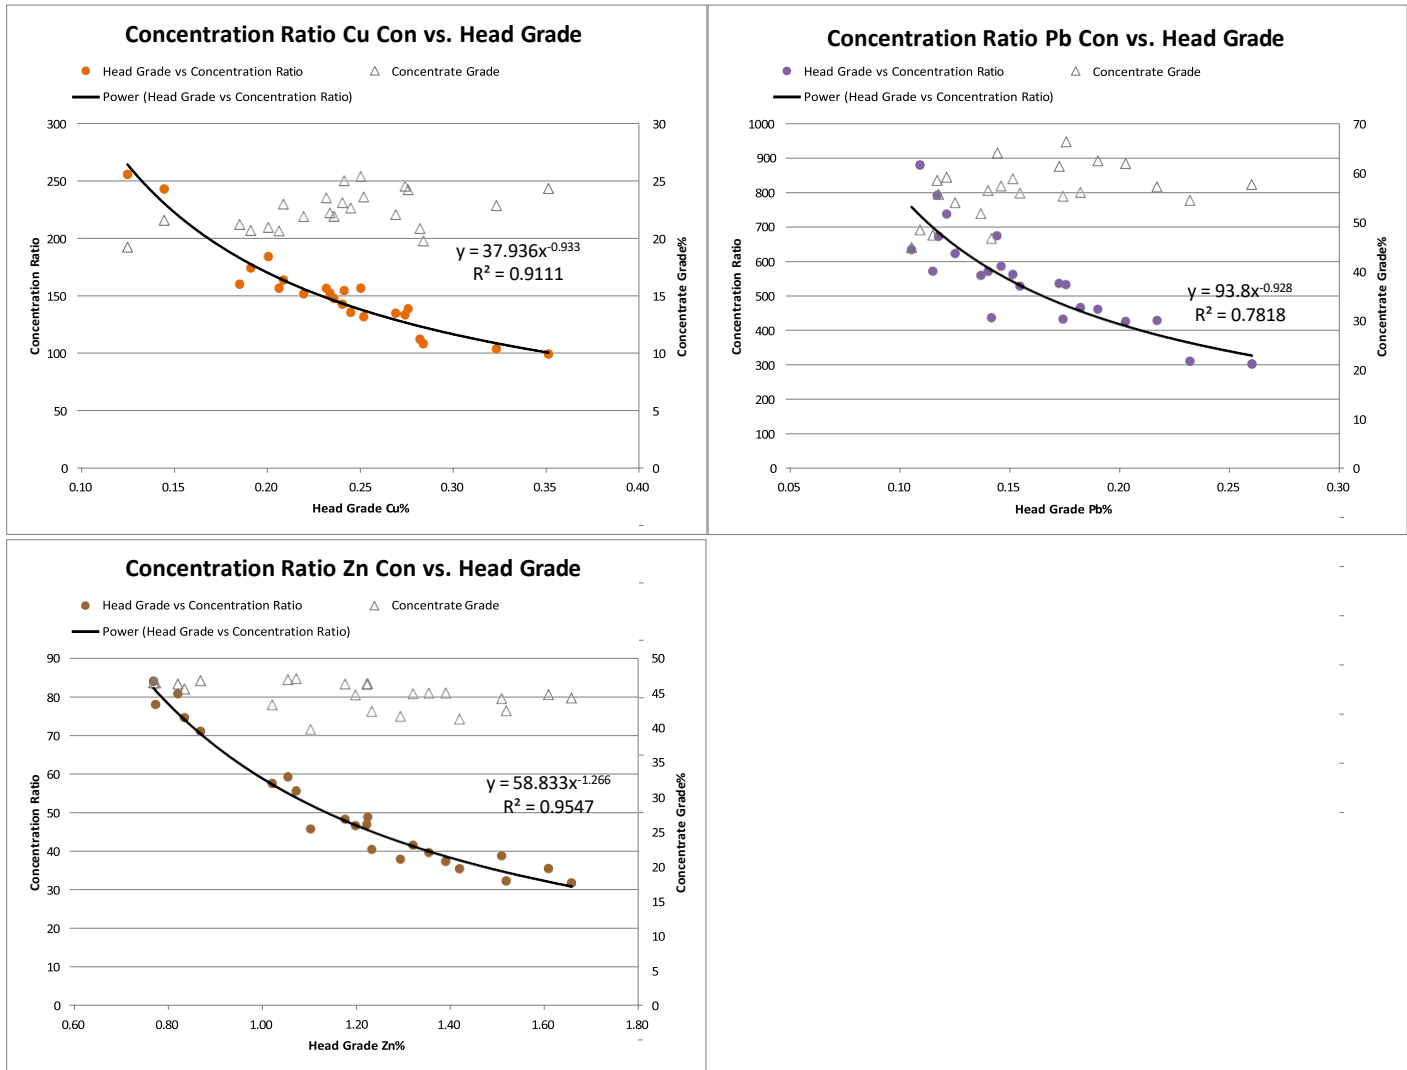 Concentration Ratio Cu Con vs. Head Grade
Head Grade vs Concentration Ratio
Concentrate Grade
Power (Head Grade vs Concentration Ratio)
300
250
200
150
100
50
0
Concentration Ratio
30
25
20
15
10
5
0
Concentrate Grade%
y = 37.936x^-0.933
R² = 0.9111
0.10 0.15 0.20 0.25 0.30 0.35 0.40
Head Grade Cu%
Concentration Ratio Pb Con vs. Head Grade
Head Grade vs Concentration Ratio
Concentrate Grade
Power (Head Grade vs Concentration Ratio)
1000
900
800
700
600
500
400
300
200
100
0
Concentration Ratio
70
60
50
40
30
20
10
0
Concentrate Grade%
y = 93.8x^-0.928
R² = 0.7818
0.05 0.10 0.15 0.20 0.25 0.30
Head Grade Pb%
Concentration Ratio Zn Con vs. Head Grade
Head Grade vs Concentration Ratio
Concentrate Grade
Power (Head Grade vs Concentration Ratio)
90
80
70
60
50
40
30
20
10
0
Concentration Ratio
50
45
40
35
30
25
20
15
10
5
0
Concentrate Grade%
y = 58.833x^-1.266
R² = 0.9547
0.60 0.80 1.00 1.20 1.40 1.60 1.80
Head Grade Zn%